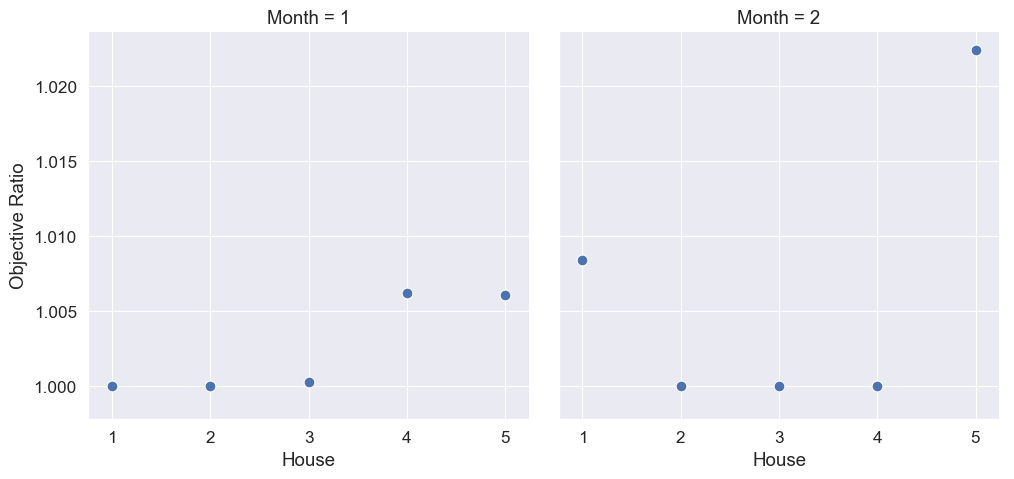 Month = 1
Month = 2
Objective Ratio
1.020
1.015
1.010
1.005
1.000
1 2 3 4 5
1 2 3 4 5
House
House